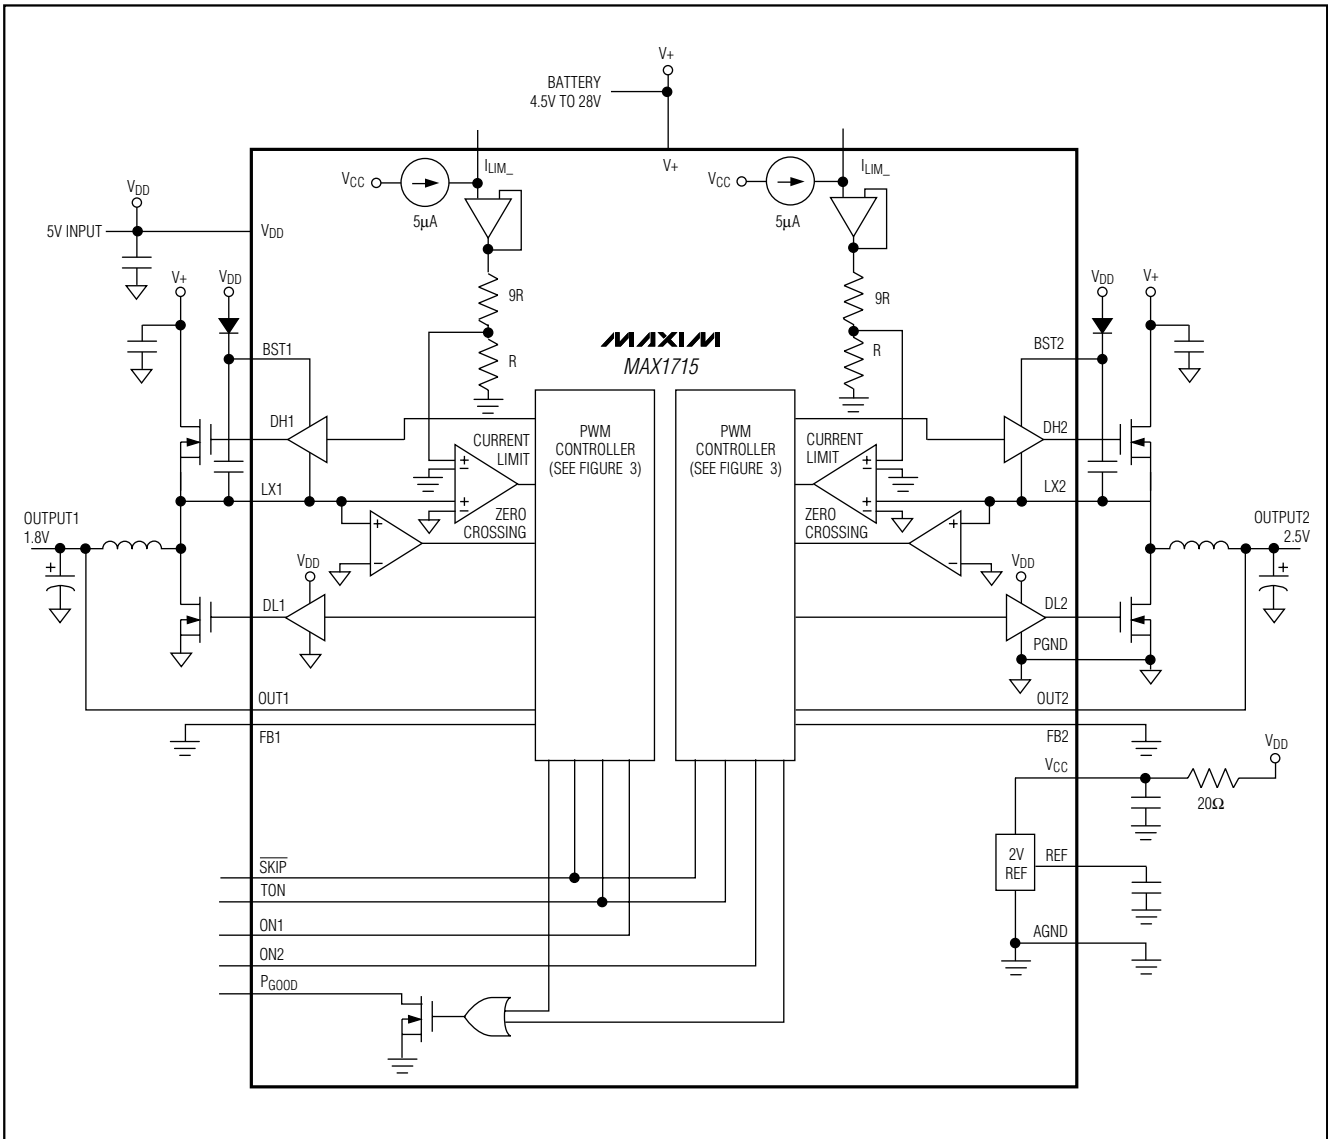 V+
BATTERY
4.5V TO 28V
V+
ILIM_
ILIM_
VCC
5μA
VCC
5μA
VDD
5V INPUT
VDD
V+
VDD
VDD
V+
9R
R
9R
R
MAXIM
MAX1715
BST1
BST2
DH1
DH2
PWM
CONTROLLER
(SEE FIGURE 3)
PWM
CONTROLLER
(SEE FIGURE 3)
CURRENT
LIMIT
CURRENT
LIMIT
+
−
+
−
+
−
+
−
LX1
LX2
ZERO
CROSSING
ZERO
CROSSING
+
−
+
−
OUTPUT1
1.8V
+
OUTPUT2
2.5V
+
VDD
VDD
DL1
DL2
PGND
OUT1
OUT2
FB1
FB2
VCC
VDD
20Ω
2V
REF
REF
AGND
SKIP
TON
ON1
ON2
PGOOD